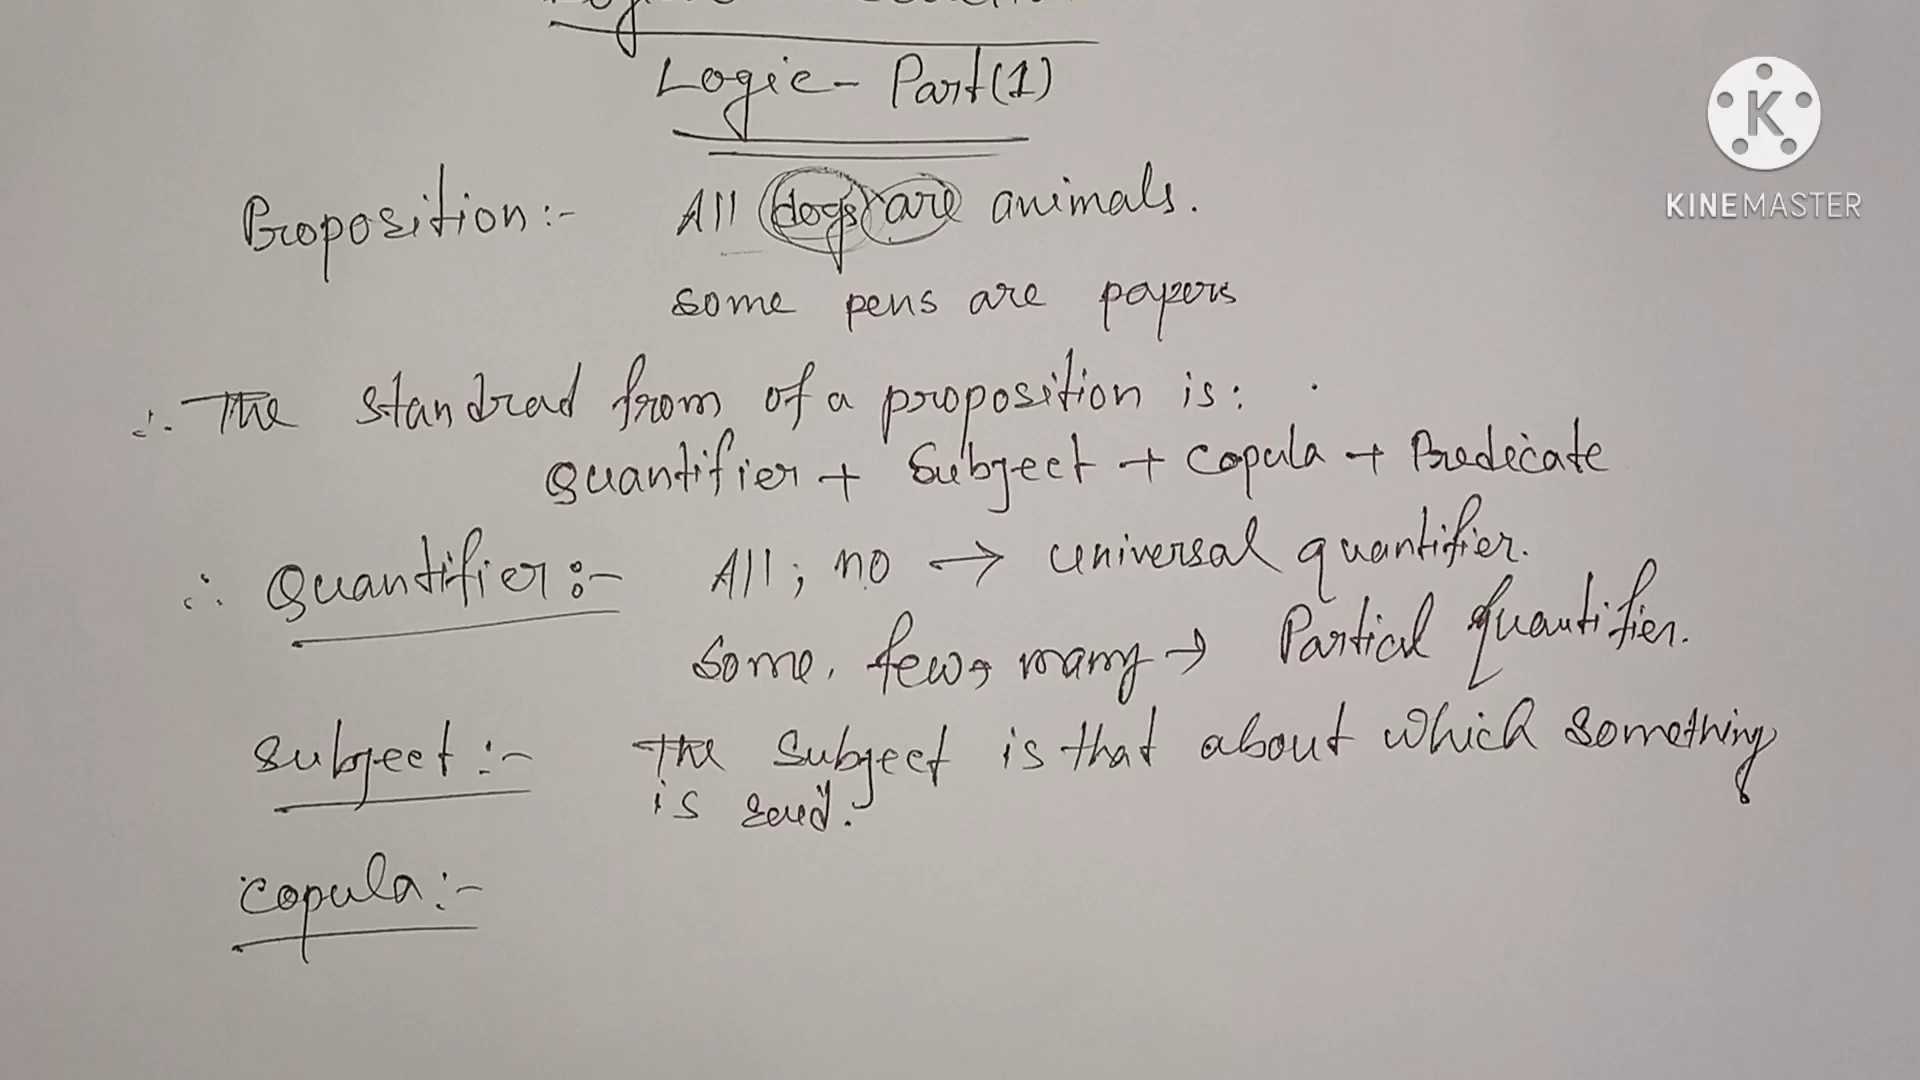 Logic- Part(1)
Proposition:- All dogs are animals.
some pens are papers
∴ The standrad from of a proposition is:
quantifier + Subject + Copula + Predicate
∴ Quantifier:- All; no → universal quantifier.
some, few, many → Partial quantifier.
subject:- The Subject is that about which something
is said.
copula:-
K
KINEMASTER